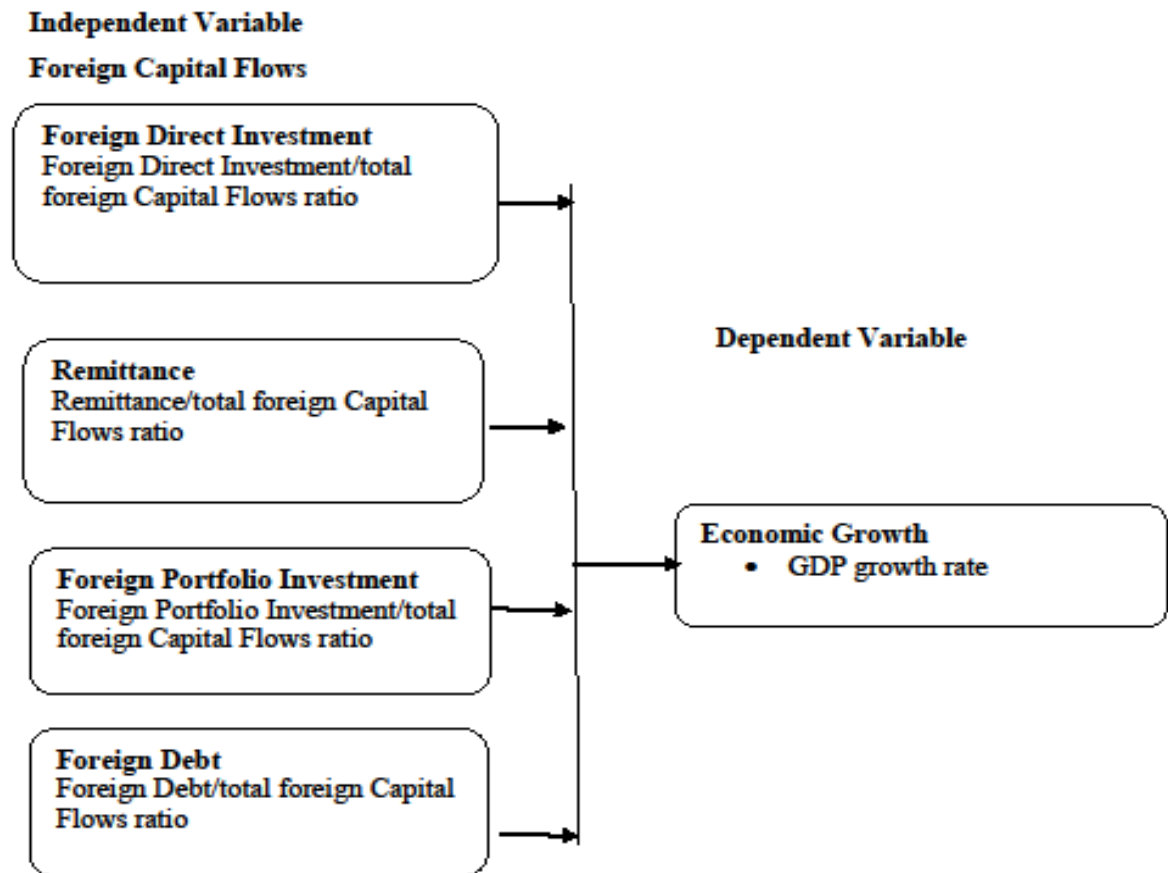 Independent Variable
Foreign Capital Flows
Foreign Direct Investment
Foreign Direct Investment/total
foreign Capital Flows ratio
Remittance
Remittance/total foreign Capital
Flows ratio
Foreign Portfolio Investment
Foreign Portfolio Investment/total
foreign Capital Flows ratio
Foreign Debt
Foreign Debt/total foreign Capital
Flows ratio
Dependent Variable
Economic Growth
• GDP growth rate